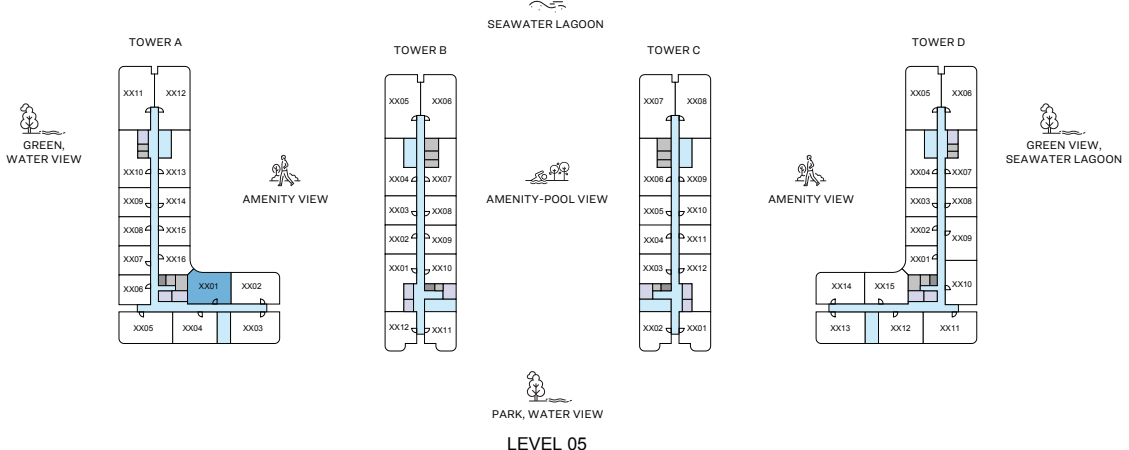 SEAWATER LAGOON
TOWER A
TOWER B
TOWER C
TOWER D
XX11 XX12
XX10 XX13
XX09 XX14
XX08 XX15
XX07 XX16
XX06 XX01 XX02
XX05 XX04 XX03
XX05 XX06
XX04 XX07
XX03 XX08
XX02 XX09
XX01 XX10
XX12 XX11
XX07 XX08
XX06 XX09
XX05 XX10
XX04 XX11
XX03 XX12
XX02 XX01
XX05 XX06
XX04 XX07
XX03 XX08
XX02 XX09
XX01
XX14 XX15 XX10
XX13 XX12 XX11
GREEN,
WATER VIEW
AMENITY VIEW
AMENITY-POOL VIEW
AMENITY VIEW
GREEN VIEW,
SEAWATER LAGOON
PARK, WATER VIEW
LEVEL 05